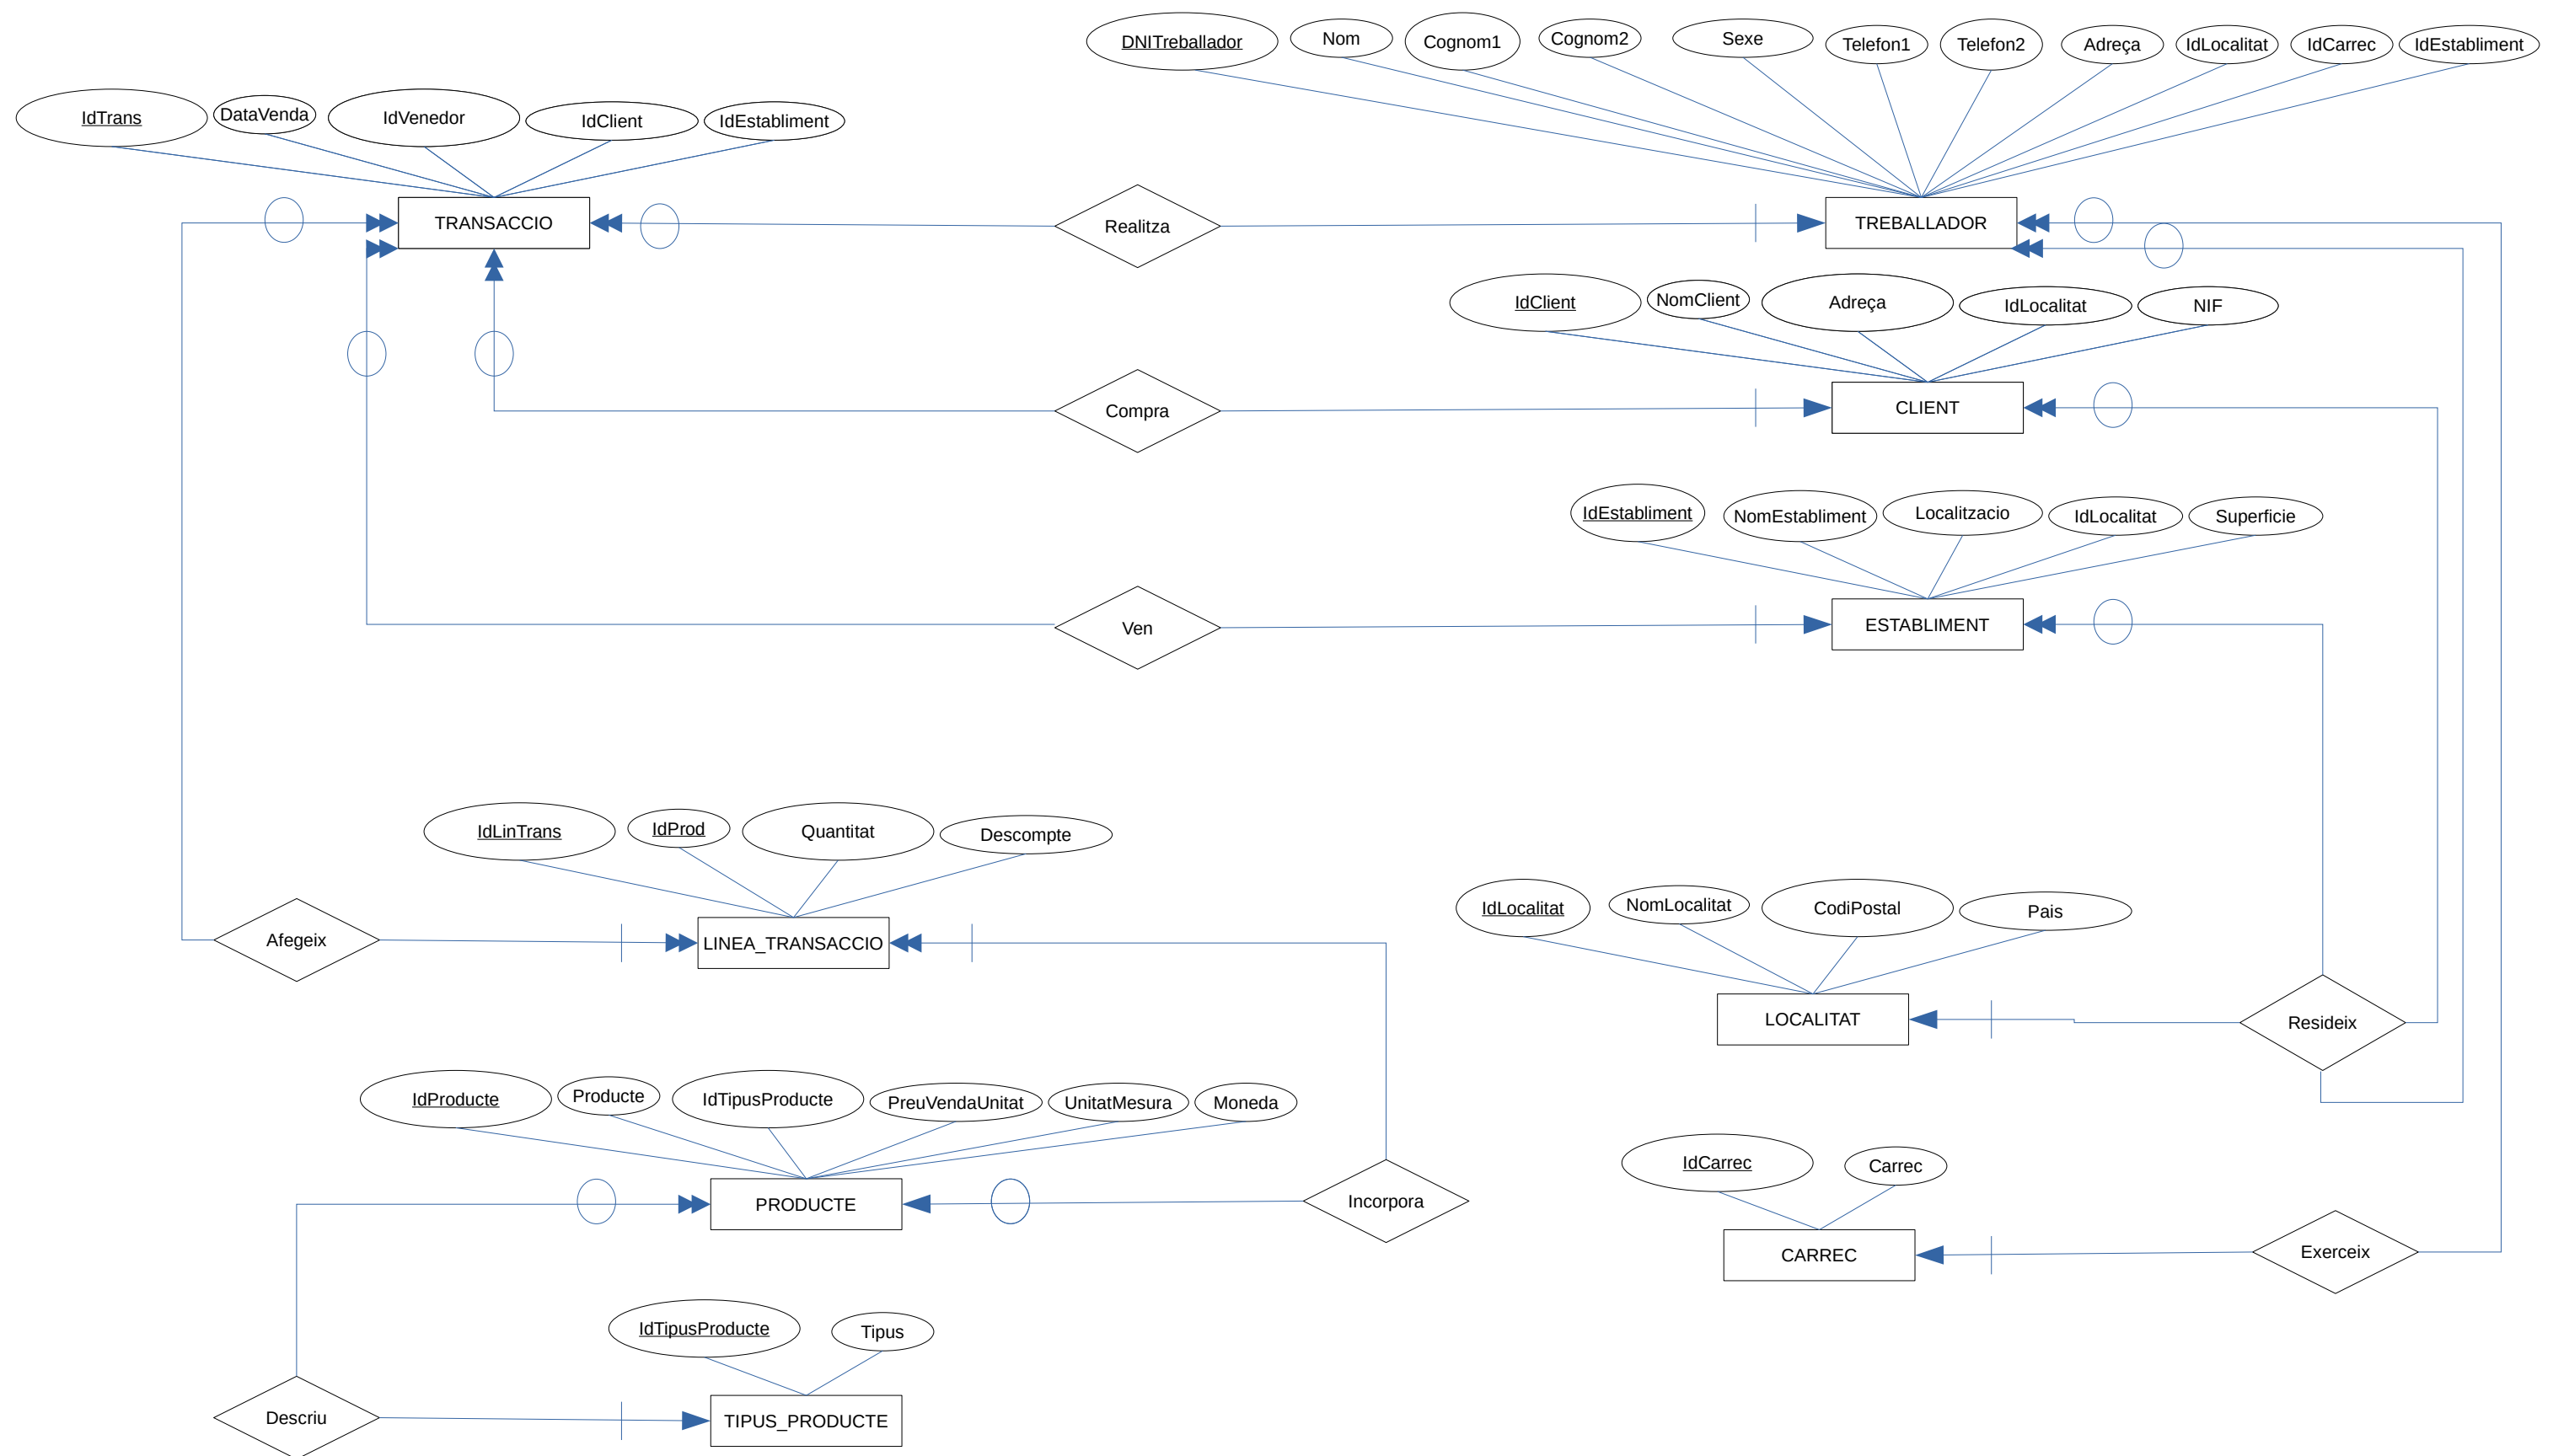 DNITreballador
Nom
Cognom1
Cognom2
Sexe
Telefon1
Telefon2
Adreça
IdLocalitat
IdCarrec
IdEstabliment
IdTrans
DataVenda
IdVenedor
IdClient
IdEstabliment
TRANSACCIO
Realitza
TREBALLADOR
IdClient
NomClient
Adreça
IdLocalitat
NIF
Compra
CLIENT
IdEstabliment
NomEstabliment
Localitzacio
IdLocalitat
Superficie
Ven
ESTABLIMENT
IdLinTrans
IdProd
Quantitat
Descompte
Afegeix
LINEA_TRANSACCIO
IdLocalitat
NomLocalitat
CodiPostal
Pais
LOCALITAT
Resideix
IdProducte
Producte
IdTipusProducte
PreuVendaUnitat
UnitatMesura
Moneda
PRODUCTE
Incorpora
IdCarrec
Carrec
CARREC
Exerceix
IdTipusProducte
Tipus
Descriu
TIPUS_PRODUCTE